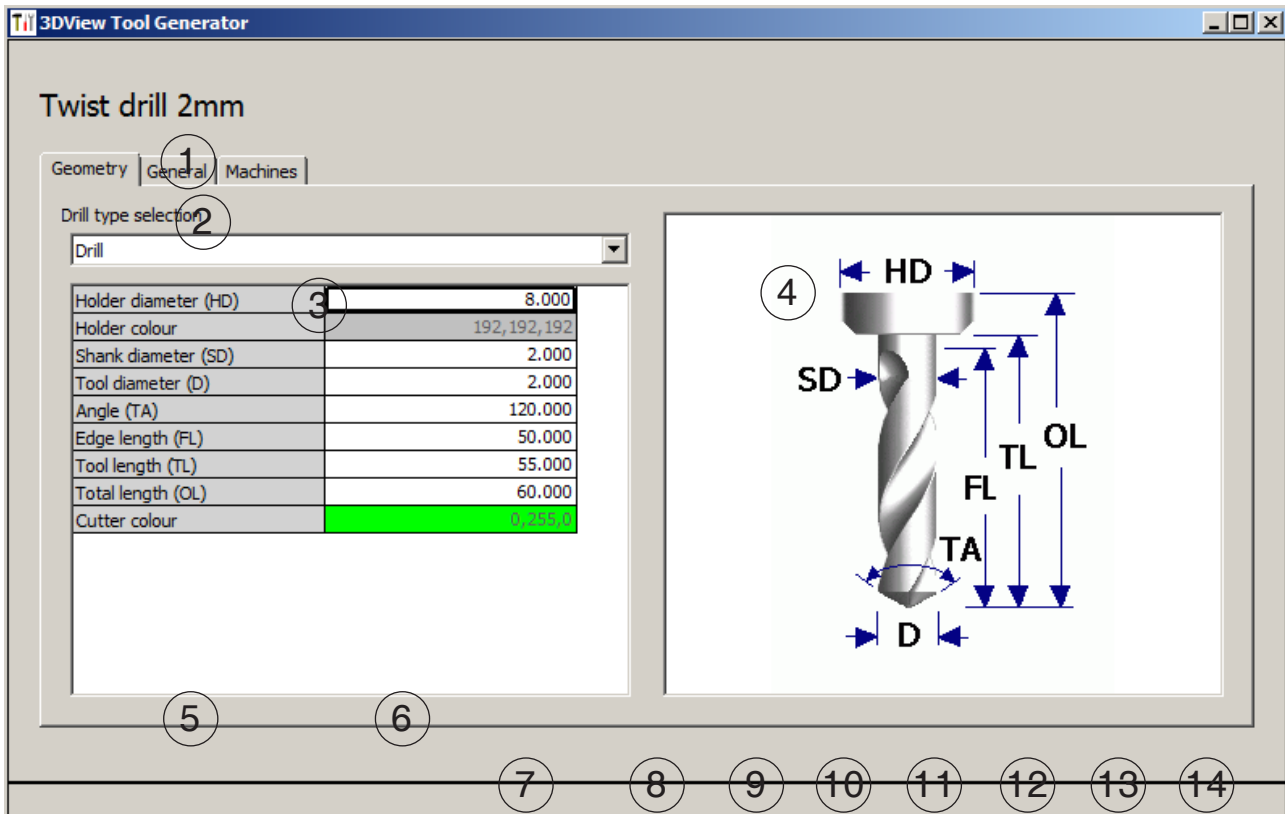 3DView Tool Generator
Twist drill 2mm
1
Geometry General Machines
Drill type selection
2
Drill
3
Holder diameter (HD) 8.000
Holder colour 192,192,192
Shank diameter (SD) 2.000
Tool diameter (D) 2.000
Angle (TA) 120.000
Edge length (FL) 50.000
Tool length (TL) 55.000
Total length (OL) 60.000
Cutter colour 0,255,0
4
HD
SD
OL
TL
FL
TA
D
5 6
7 8 9 10 11 12 13 14